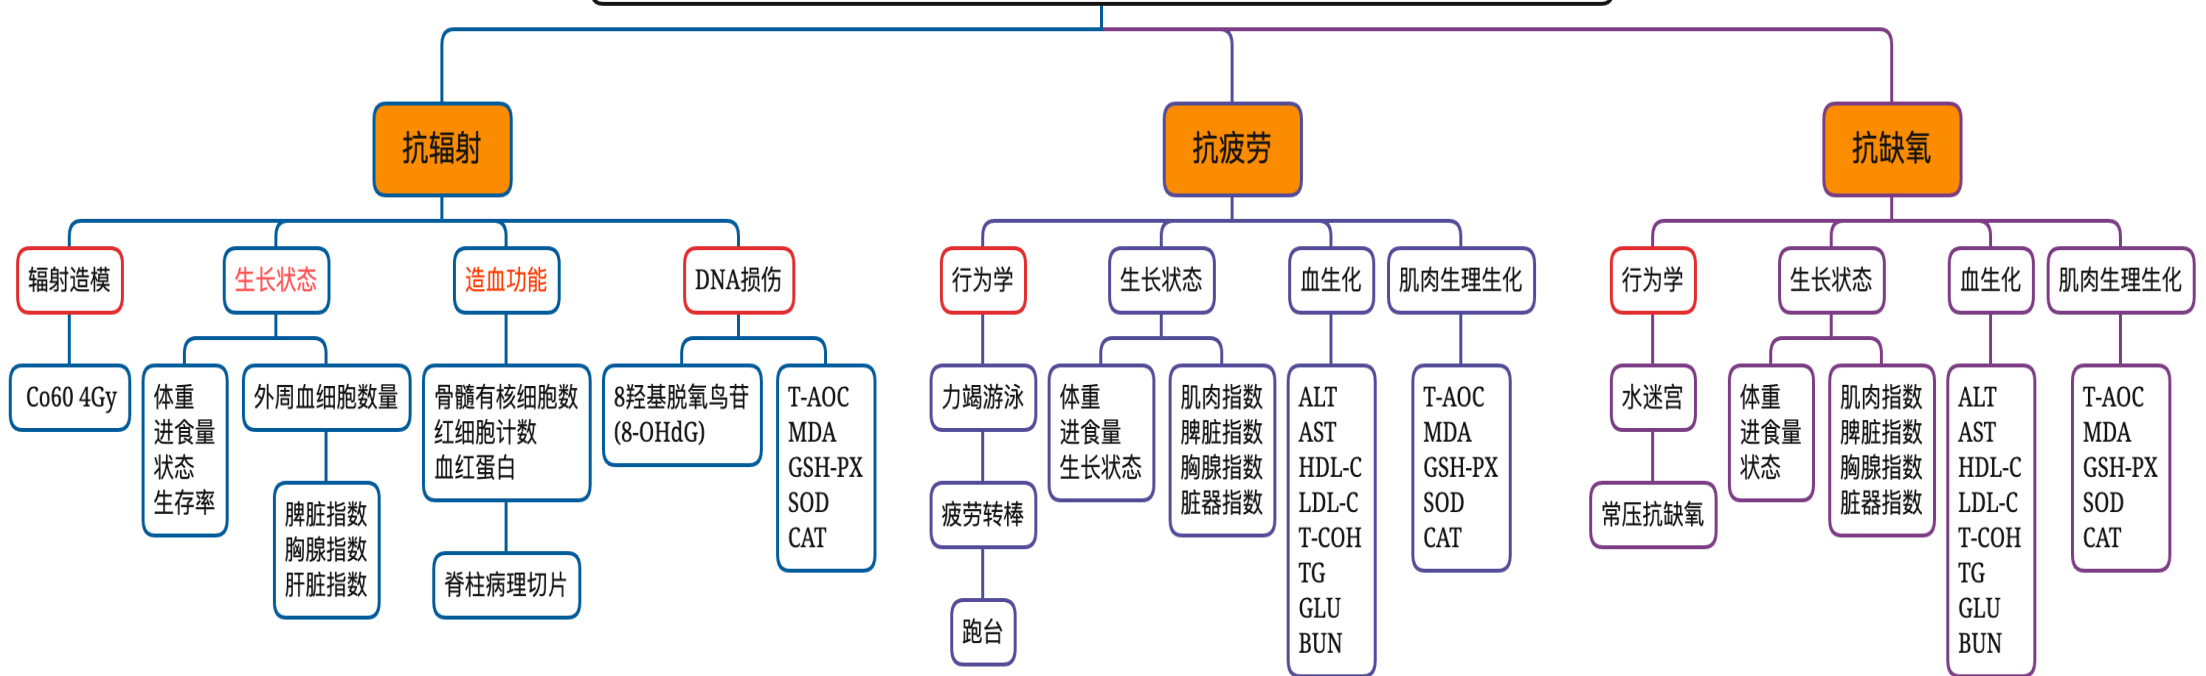 抗辐射
抗疲劳
抗缺氧
辐射造模
生长状态
造血功能
DNA损伤
行为学
生长状态
血生化
肌肉生理生化
行为学
生长状态
血生化
肌肉生理生化
Co60 4Gy
体重
进食量
状态
生存率
外周血细胞数量
脾脏指数
胸腺指数
肝脏指数
骨髓有核细胞数
红细胞计数
血红蛋白
脊柱病理切片
8羟基脱氧鸟苷
(8-OHdG)
T-AOC
MDA
GSH-PX
SOD
CAT
力竭游泳
疲劳转棒
跑台
体重
进食量
生长状态
肌肉指数
脾脏指数
胸腺指数
脏器指数
ALT
AST
HDL-C
LDL-C
T-COH
TG
GLU
BUN
T-AOC
MDA
GSH-PX
SOD
CAT
水迷宫
常压抗缺氧
体重
进食量
状态
肌肉指数
脾脏指数
胸腺指数
脏器指数
ALT
AST
HDL-C
LDL-C
T-COH
TG
GLU
BUN
T-AOC
MDA
GSH-PX
SOD
CAT